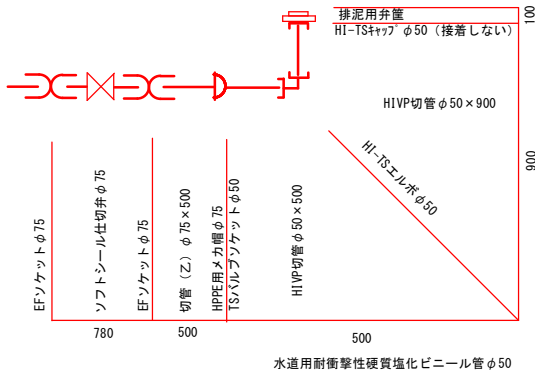 排泥用弁筐
HI-TSｷｬｯﾌﾟφ50（接着しない）
100
HIVP切管φ50×900
900
HI-TSエルボφ50
EFソケットφ75
ソフトシール仕切弁φ75
EFソケットφ75
切管（乙）φ75×500
HPPE用メカ帽φ75
TSバルブソケットφ50
HIVP切管φ50×500
780
500
500
水道用耐衝撃性硬質塩化ビニール管φ50